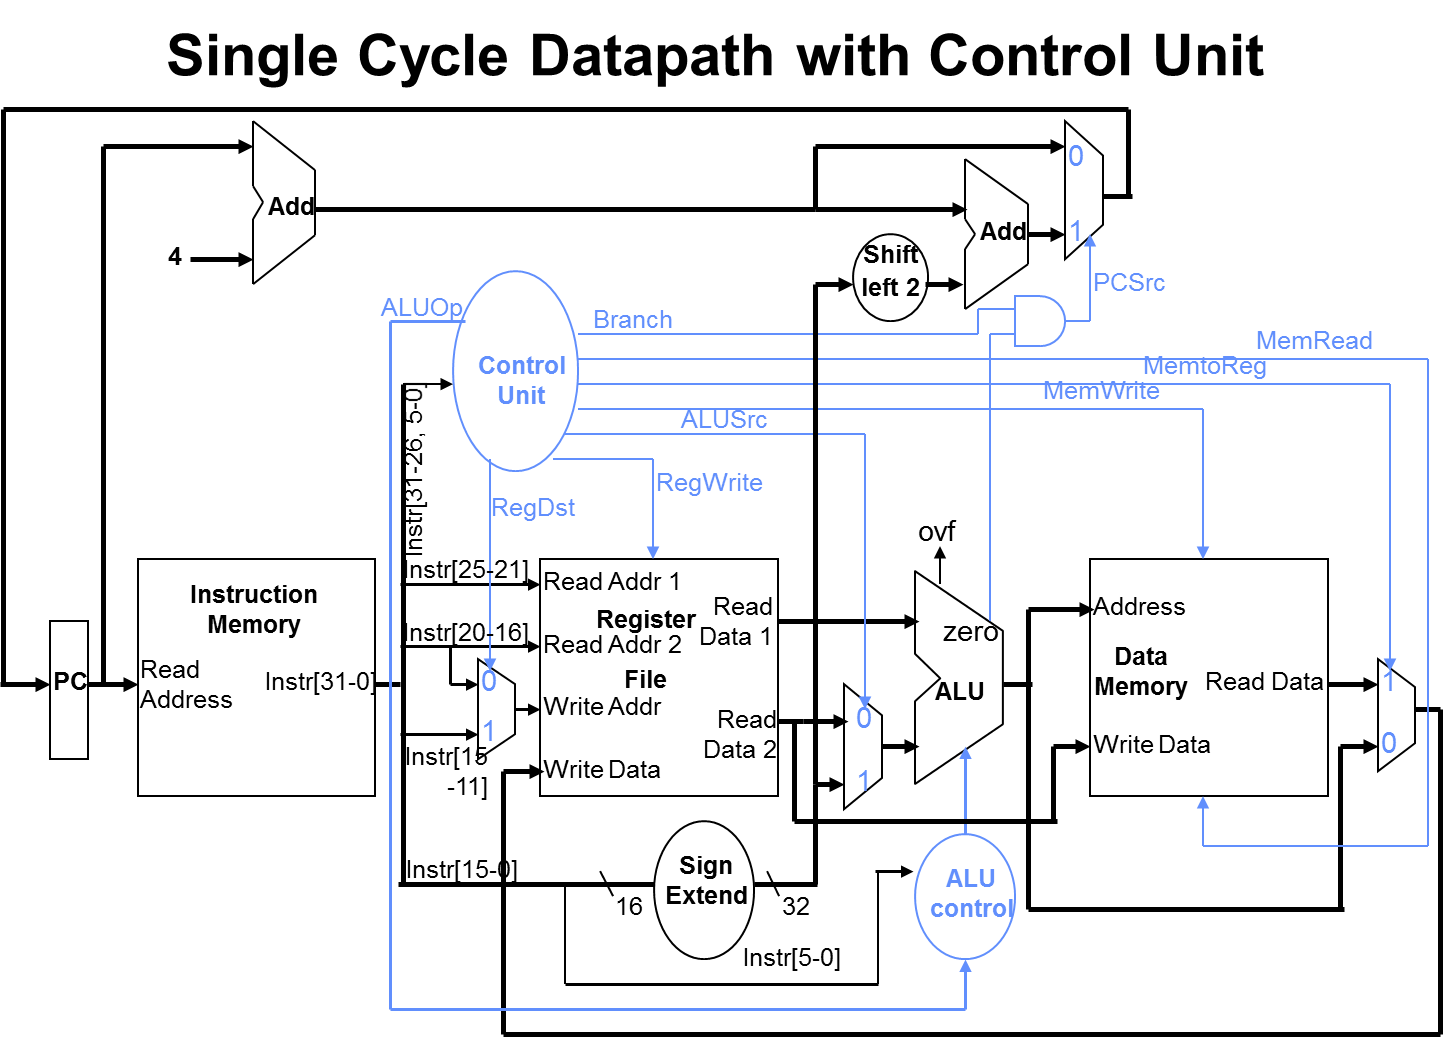 Single Cycle Datapath with Control Unit
0
Add
Add
1
4
Shift
left 2
PCSrc
ALUOp
Branch
MemRead
MemtoReg
MemWrite
Control
Unit
ALUSrc
Instr[31-26, 5-0]
RegWrite
RegDst
ovf
Instruction
Memory
Instr[25-21]
Read Addr 1
Register
Read
Data 1
Address
Instr[20-16]
Read Addr 2
zero
Data
Memory
PC
Read
Address
Instr[31-0]
0
File
ALU
Read Data
1
Write Addr
1
Read
Data 2
0
Write Data
0
Instr[15
-11]
Write Data
1
Instr[15-0]
Sign
Extend
16
32
ALU
control
Instr[5-0]